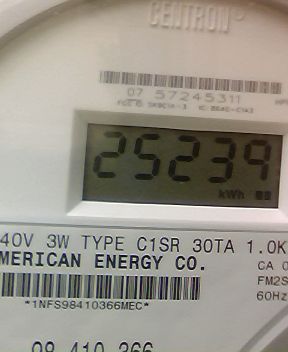 CENTRON®
07 57245311
25239
kWh
40V 3W TYPE C1SR 30TA 1.0K
MERICAN ENERGY CO.
CA 0
FM2S
60Hz
*1NFS98410366MEC*
98 410 366